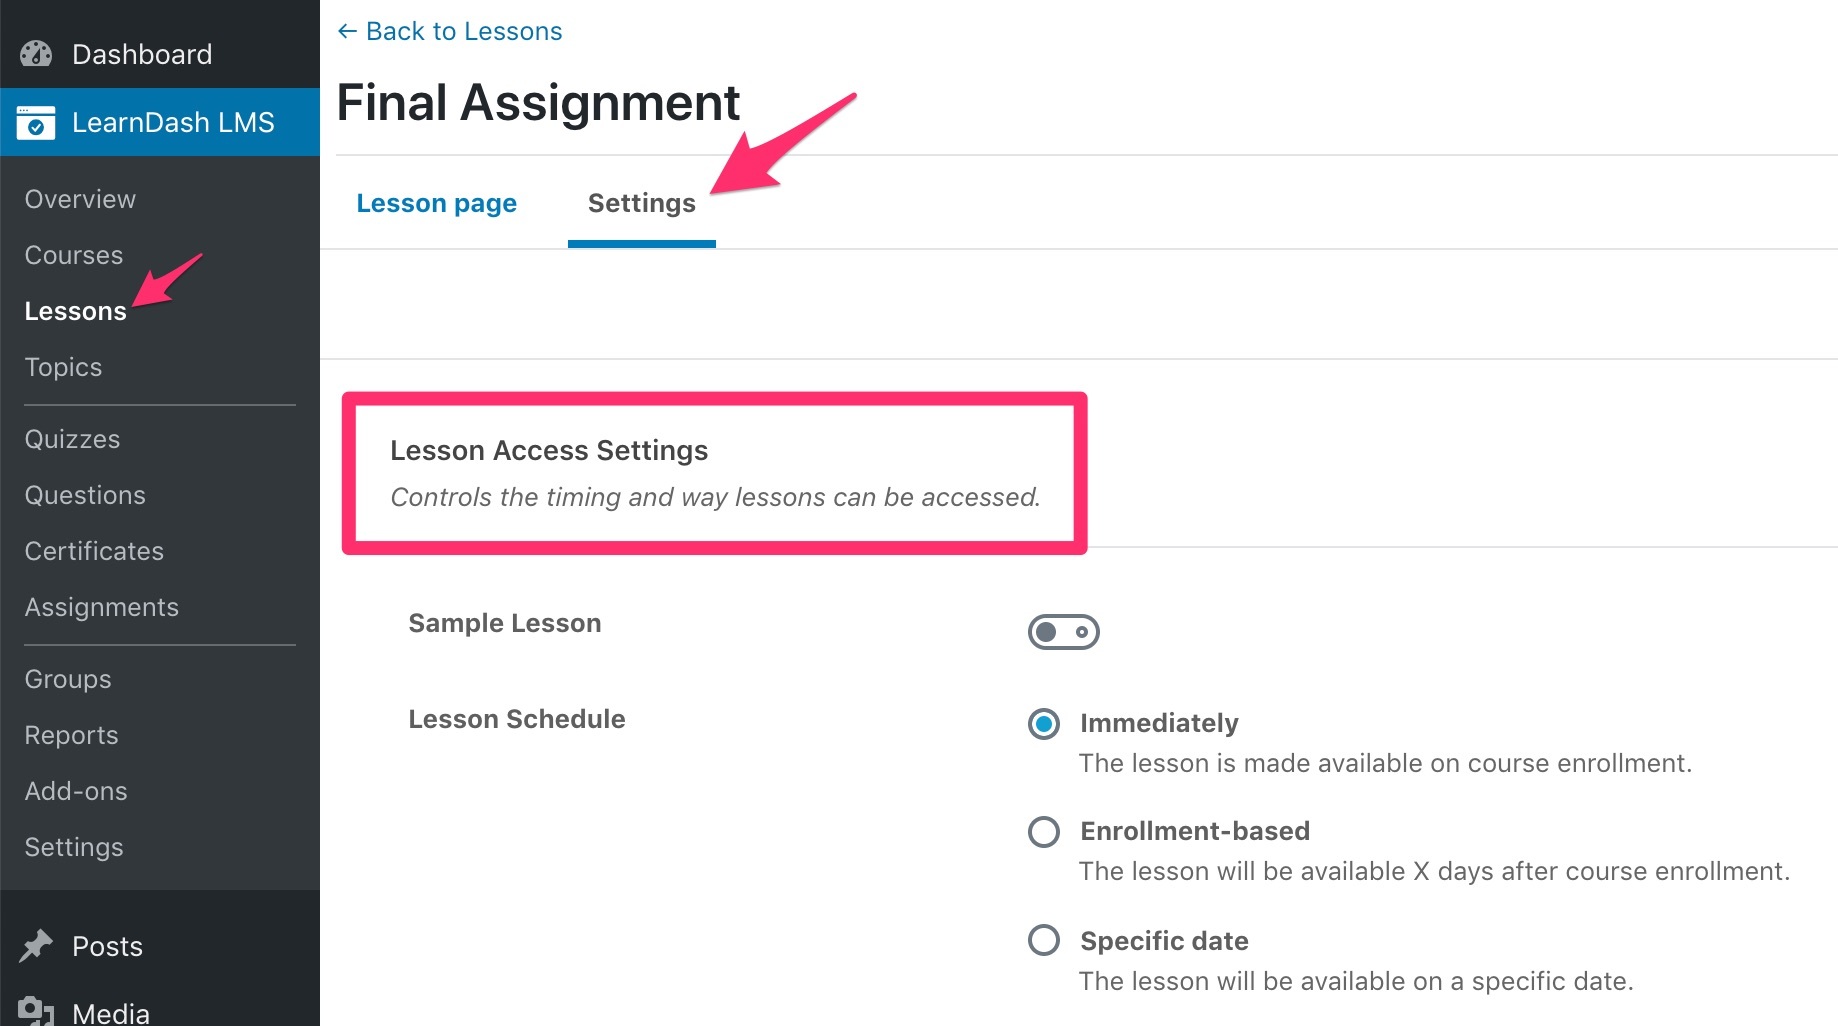 Dashboard
LearnDash LMS
Overview
Courses
Lessons
Topics
Quizzes
Questions
Certificates
Assignments
Groups
Reports
Add-ons
Settings
Posts
Media
← Back to Lessons
Final Assignment
Lesson page
Settings
Lesson Access Settings
Controls the timing and way lessons can be accessed.
Sample Lesson
Lesson Schedule
Immediately
The lesson is made available on course enrollment.
Enrollment-based
The lesson will be available X days after course enrollment.
Specific date
The lesson will be available on a specific date.